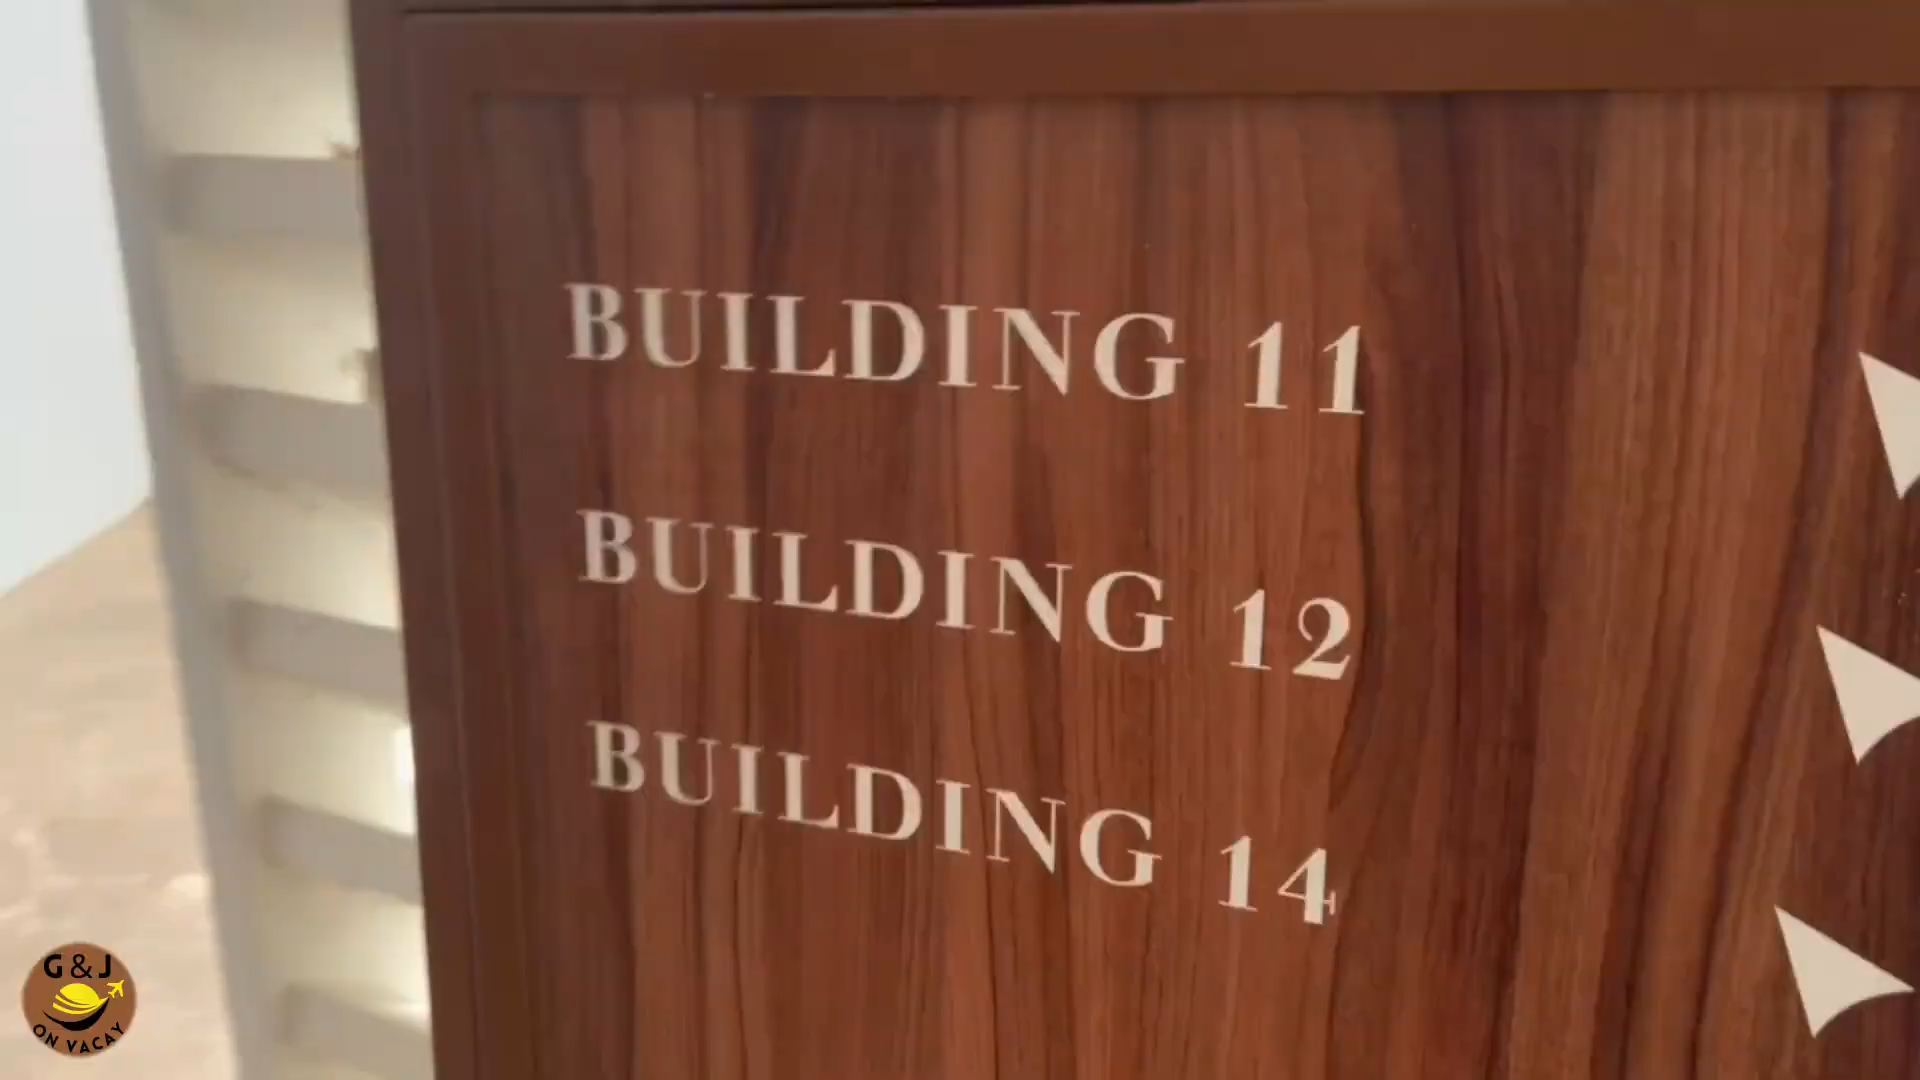 BUILDING 11
BUILDING 12
BUILDING 14
G&J
ON VACAY